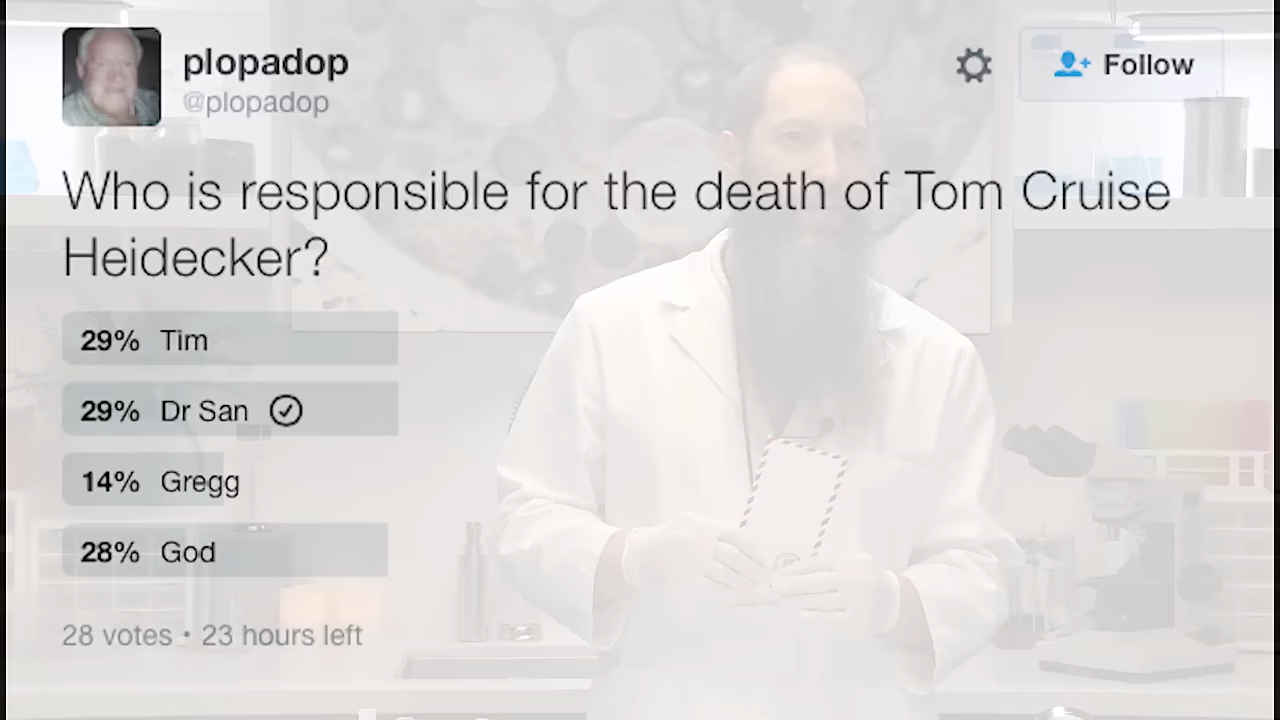 plopadop
@plopadop
Follow
Who is responsible for the death of Tom Cruise
Heidecker?
29% Tim
29% Dr San
14% Gregg
28% God
28 votes • 23 hours left